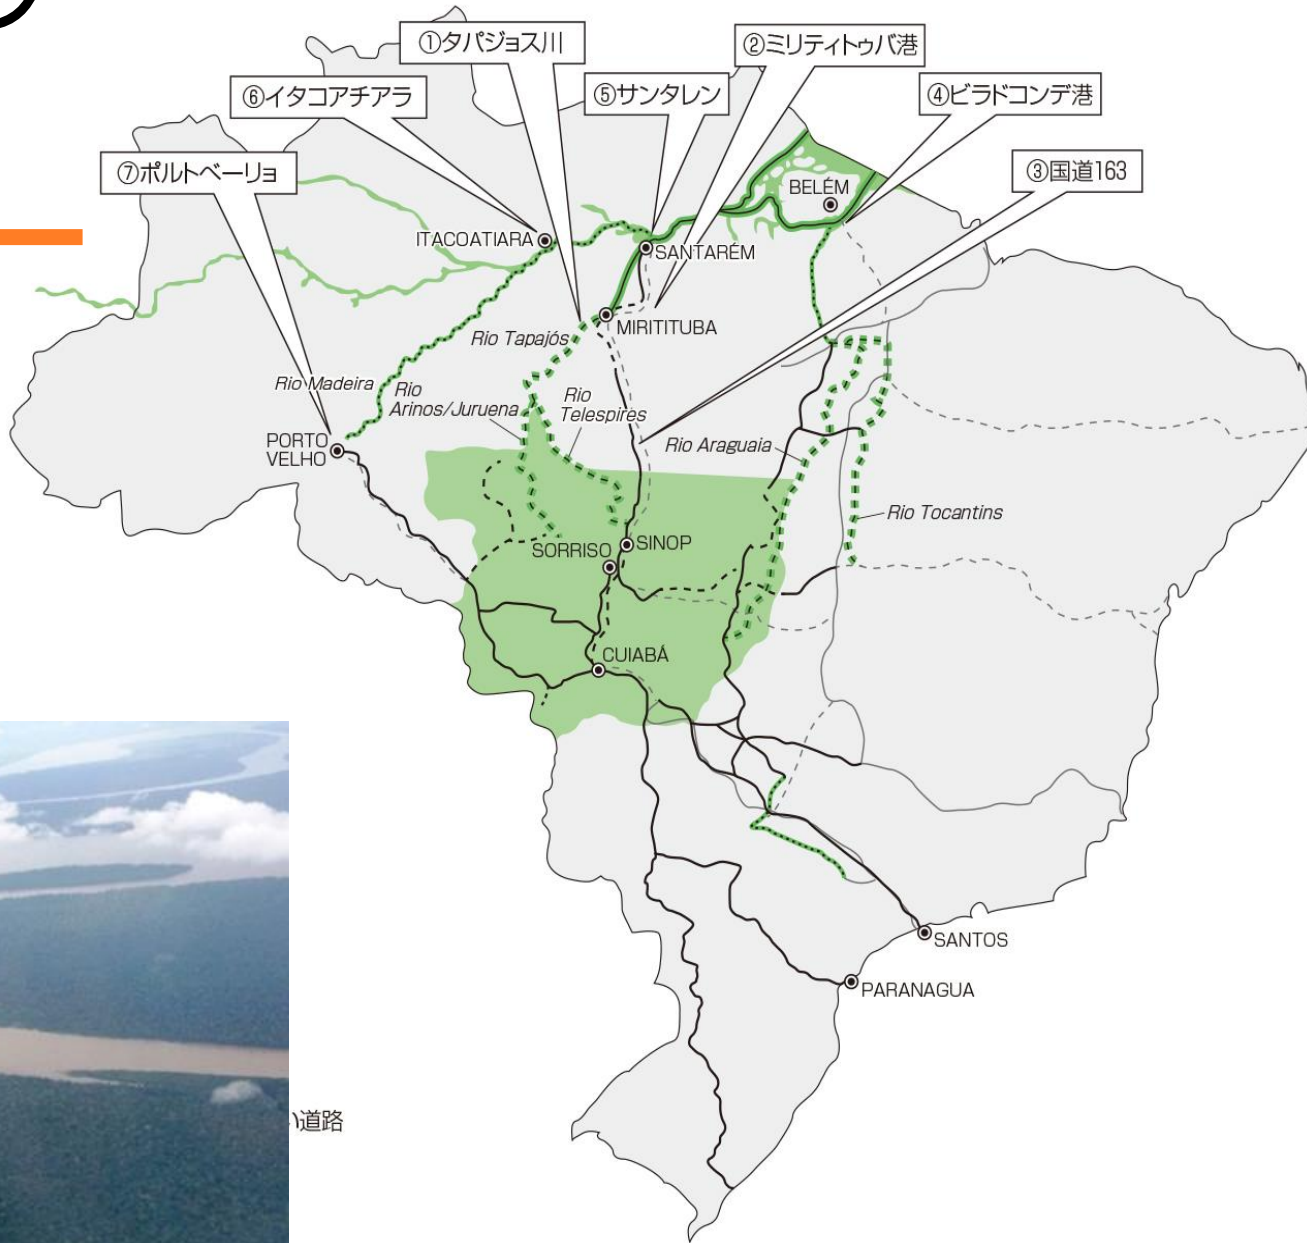 ①タパジョス川
②ミリティトゥバ港
⑥イタコアチアラ
⑤サンタレン
④ビラドコンデ港
⑦ポルトベーリョ
③国道163
BELÉM
ITACOATIARA
SANTARÉM
MIRITITUBA
Rio Tapajós
Rio Madeira
Rio
Arinos/Juruena
Rio
Telespires
PORTO
VELHO
Rio Araguaia
Rio Tocantins
SINOP
SORRISO
CUIABÁ
SANTOS
PARANAGUA
い道路